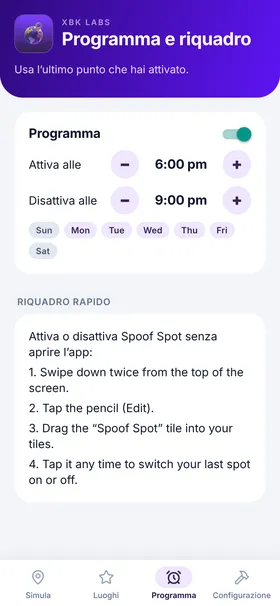 XBK LABS
Programma e riquadro
Usa l'ultimo punto che hai attivato.
Programma
Attiva alle − 6:00 pm +
Disattiva alle − 9:00 pm +
Sun Mon Tue Wed Thu Fri
Sat
RIQUADRO RAPIDO
Attiva o disattiva Spoof Spot senza
aprire l'app:
1. Swipe down twice from the top of the
screen.
2. Tap the pencil (Edit).
3. Drag the “Spoof Spot” tile into your
tiles.
4. Tap it any time to switch your last spot
on or off.
Simula Luoghi Programma Configurazione